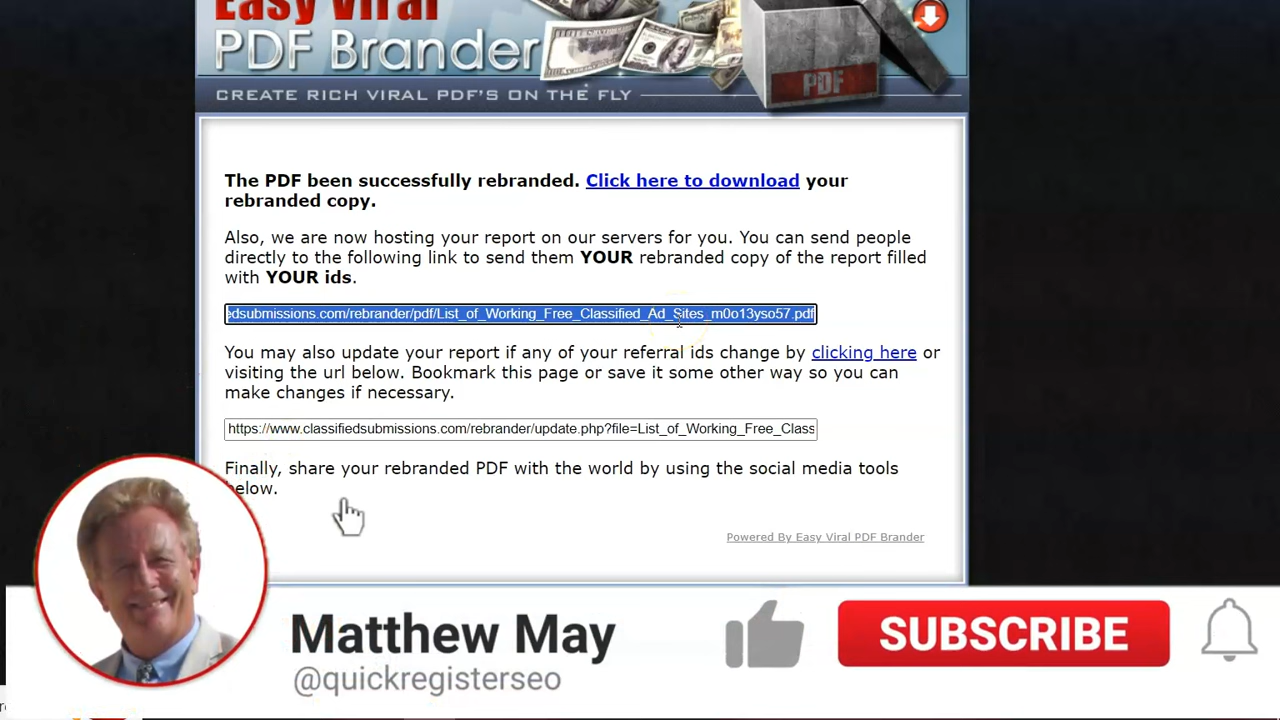 Easy Viral
PDF Brander
PDF
CREATE RICH VIRAL PDF'S ON THE FLY
The PDF been successfully rebranded. Click here to download your
rebranded copy.
Also, we are now hosting your report on our servers for you. You can send people
directly to the following link to send them YOUR rebranded copy of the report filled
with YOUR ids.
edsubmissions.com/rebrander/pdf/List_of_Working_Free_Classified_Ad_Sites_m0o13yso57.pdf
You may also update your report if any of your referral ids change by clicking here or
visiting the url below. Bookmark this page or save it some other way so you can
make changes if necessary.
https://www.classifiedsubmissions.com/rebrander/update.php?file=List_of_Working_Free_Class
Finally, share your rebranded PDF with the world by using the social media tools
below.
Powered By Easy Viral PDF Brander
Matthew May
SUBSCRIBE
@quickregisterseo